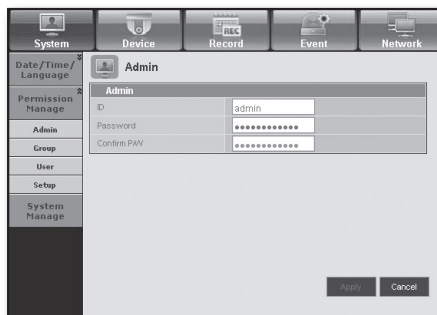 System
Device
REC
Record
Event
Network
Date/Time/
Language
Permission
Manage
Admin
Group
User
Setup
System
Manage
Admin
Admin
ID
admin
Password
●●●●●●●●●●●●
Confirm P/W
●●●●●●●●●●●●
Apply
Cancel